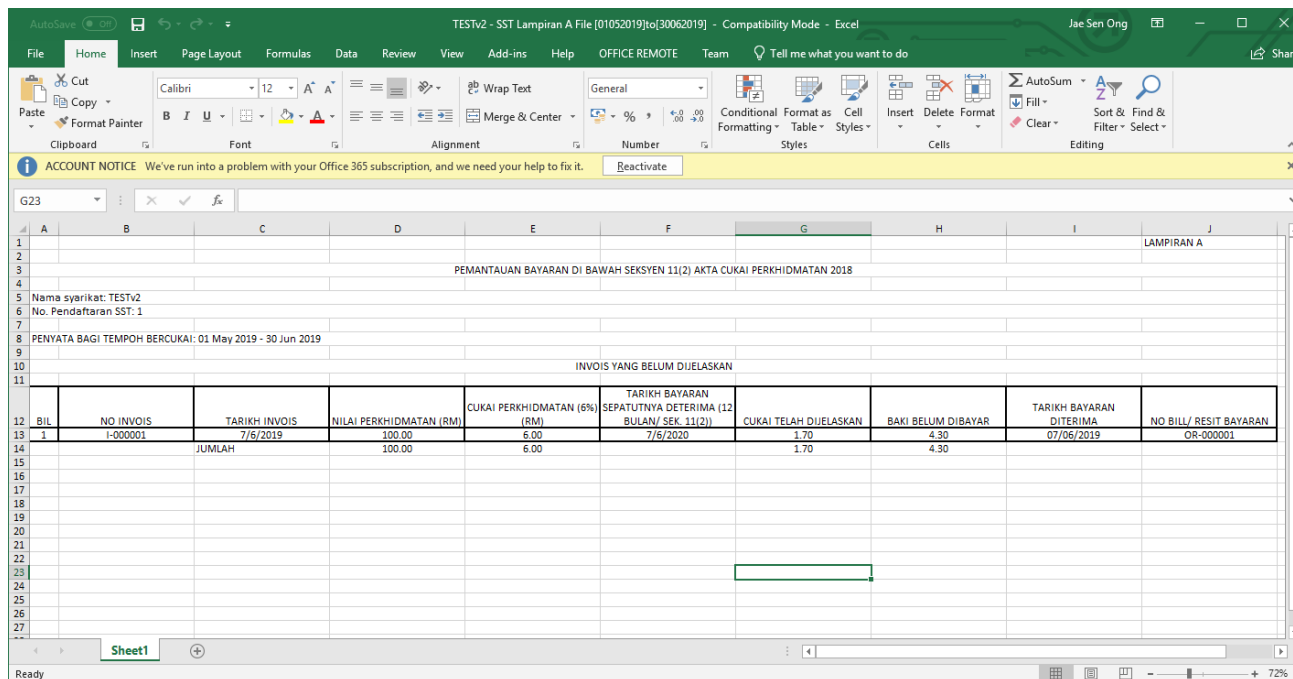 AutoSave Off TESTv2 - SST Lampiran A File [01052019]to[30062019] - Compatibility Mode - Excel Jae Sen Ong
File Home Insert Page Layout Formulas Data Review View Add-ins Help OFFICE REMOTE Team Tell me what you want to do Shar
Paste Cut Copy Format Painter Clipboard
Calibri 12 A A B I U A Font
Wrap Text Merge & Center Alignment
General % , Number
Conditional Formatting Format as Table Cell Styles Styles
Insert Delete Format Cells
AutoSum Fill Clear Sort & Filter Find & Select Editing
ACCOUNT NOTICE We've run into a problem with your Office 365 subscription, and we need your help to fix it. Reactivate
G23 fx
A B C D E F G H I J
1 LAMPIRAN A
2
3 PEMANTAUAN BAYARAN DI BAWAH SEKSYEN 11(2) AKTA CUKAI PERKHIDMATAN 2018
4
5 Nama syarikat: TESTv2
6 No. Pendaftaran SST: 1
7
8 PENYATA BAGI TEMPOH BERCUKAI: 01 May 2019 - 30 Jun 2019
9
10 INVOIS YANG BELUM DIJELASKAN
11
12 BIL NO INVOIS TARIKH INVOIS NILAI PERKHIDMATAN (RM) CUKAI PERKHIDMATAN (6%) (RM) TARIKH BAYARAN SEPATUTNYA DETERIMA (12 BULAN/ SEK. 11(2)) CUKAI TELAH DIJELASKAN BAKI BELUM DIBAYAR TARIKH BAYARAN DITERIMA NO BILL/ RESIT BAYARAN
13 1 I-000001 7/6/2019 100.00 6.00 7/6/2020 1.70 4.30 07/06/2019 OR-000001
14 JUMLAH 100.00 6.00 1.70 4.30
15
16
17
18
19
20
21
22
23
24
25
26
27
Sheet1
Ready 72%